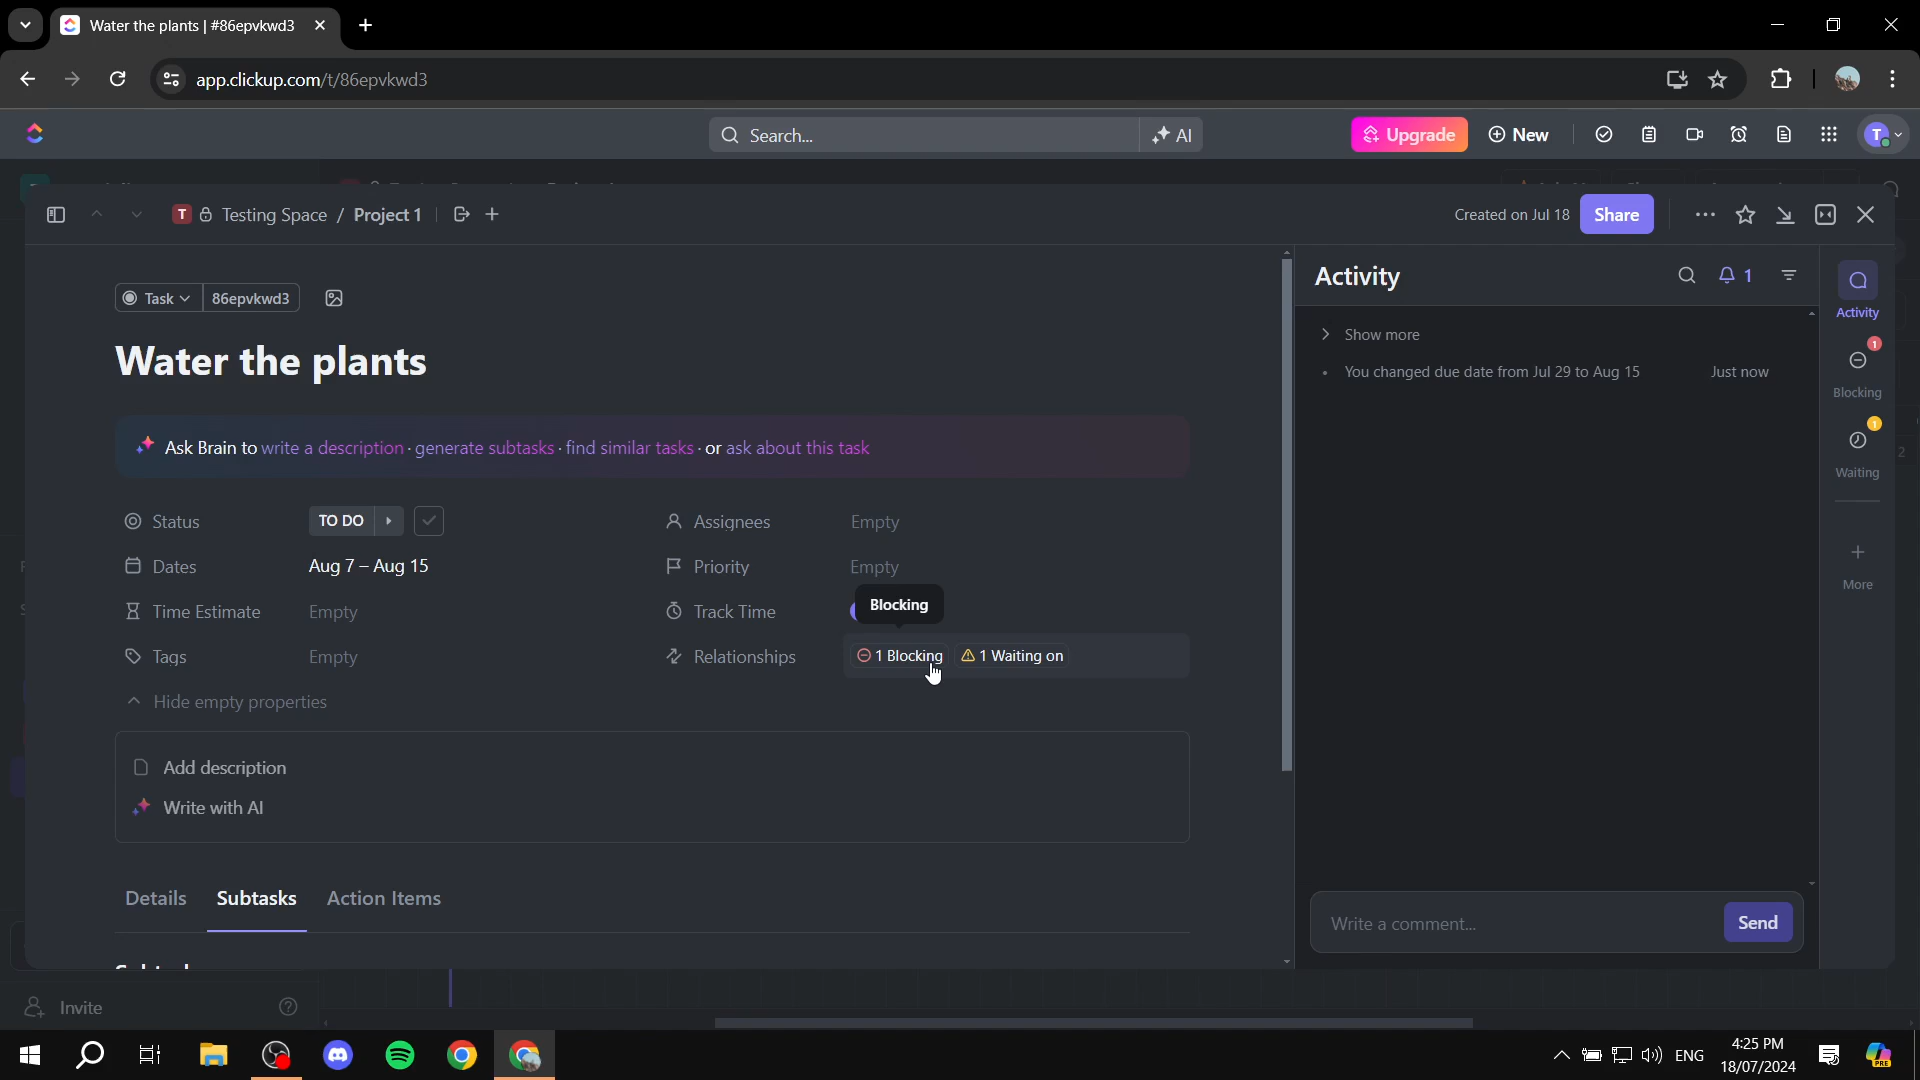 Water the plants | #86epvkwd3
app.clickup.com/t/86epvkwd3
Search...
AI
Upgrade
New
T
T Testing Space / Project 1
Created on Jul 18
Share
Task
86epvkwd3
Water the plants
Ask Brain to write a description · generate subtasks · find similar tasks · or ask about this task
Status
TO DO
Assignees
Empty
Dates
Aug 7 – Aug 15
Priority
Empty
Time Estimate
Empty
Track Time
Blocking
Tags
Empty
Relationships
1 Blocking
1 Waiting on
Hide empty properties
Add description
Write with AI
Details
Subtasks
Action Items
Activity
1
Show more
You changed due date from Jul 29 to Aug 15
Just now
Write a comment...
Send
Activity
1
Blocking
1
Waiting
More
Invite
ENG
4:25 PM
18/07/2024
PRE